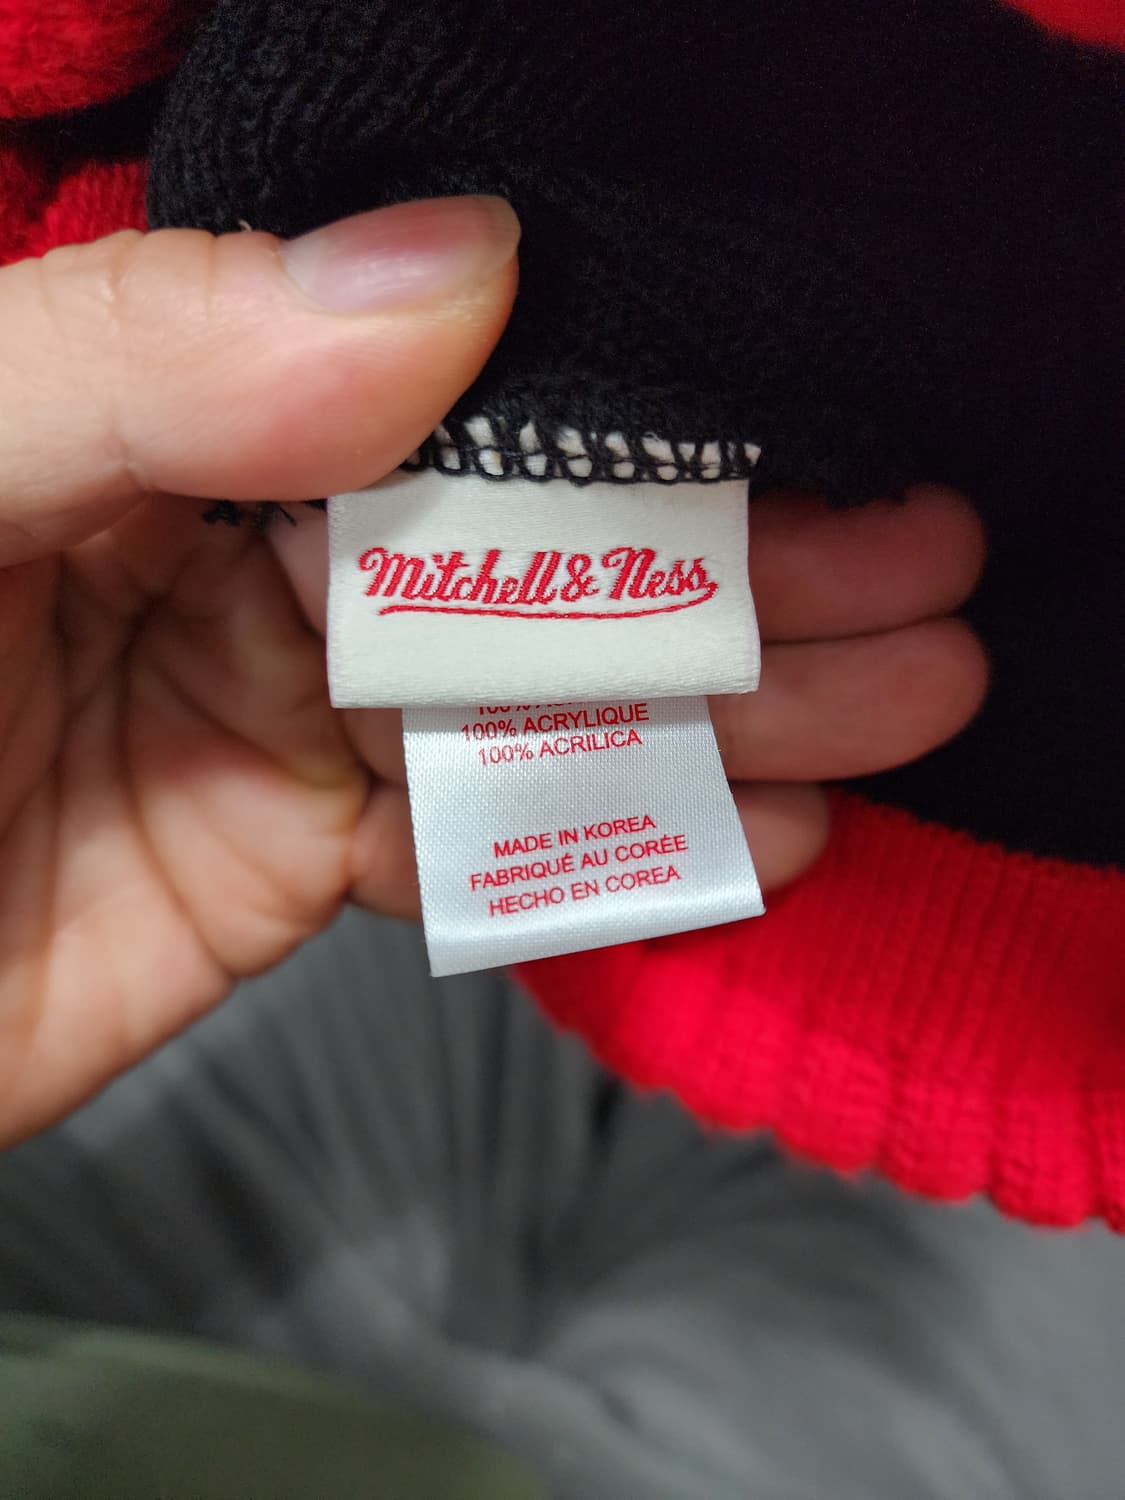 Mitchell & Ness
100% ACRYLIQUE
100% ACRILICA
MADE IN KOREA
FABRIQUÉ AU CORÉE
HECHO EN COREA